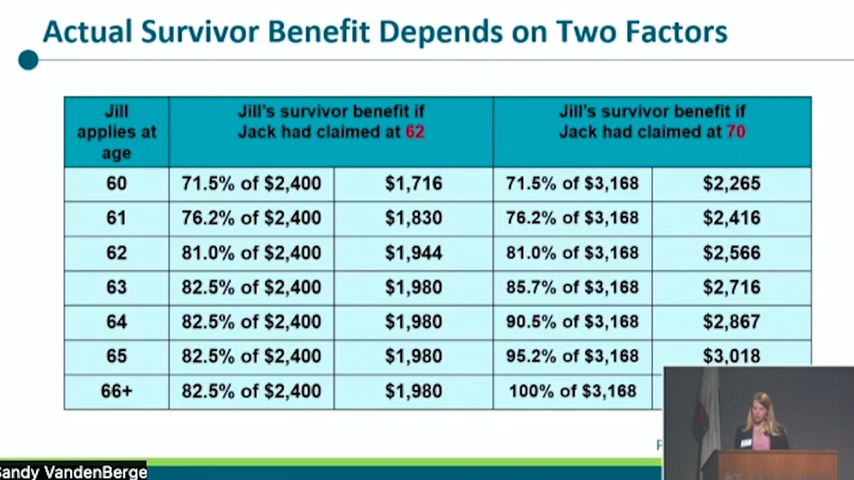 Actual Survivor Benefit Depends on Two Factors
Jill
applies at
age
Jill's survivor benefit if
Jack had claimed at 62
Jill's survivor benefit if
Jack had claimed at 70
60 71.5% of $2,400 $1,716 71.5% of $3,168 $2,265
61 76.2% of $2,400 $1,830 76.2% of $3,168 $2,416
62 81.0% of $2,400 $1,944 81.0% of $3,168 $2,566
63 82.5% of $2,400 $1,980 85.7% of $3,168 $2,716
64 82.5% of $2,400 $1,980 90.5% of $3,168 $2,867
65 82.5% of $2,400 $1,980 95.2% of $3,168 $3,018
66+ 82.5% of $2,400 $1,980 100% of $3,168
Sandy VandenBerge